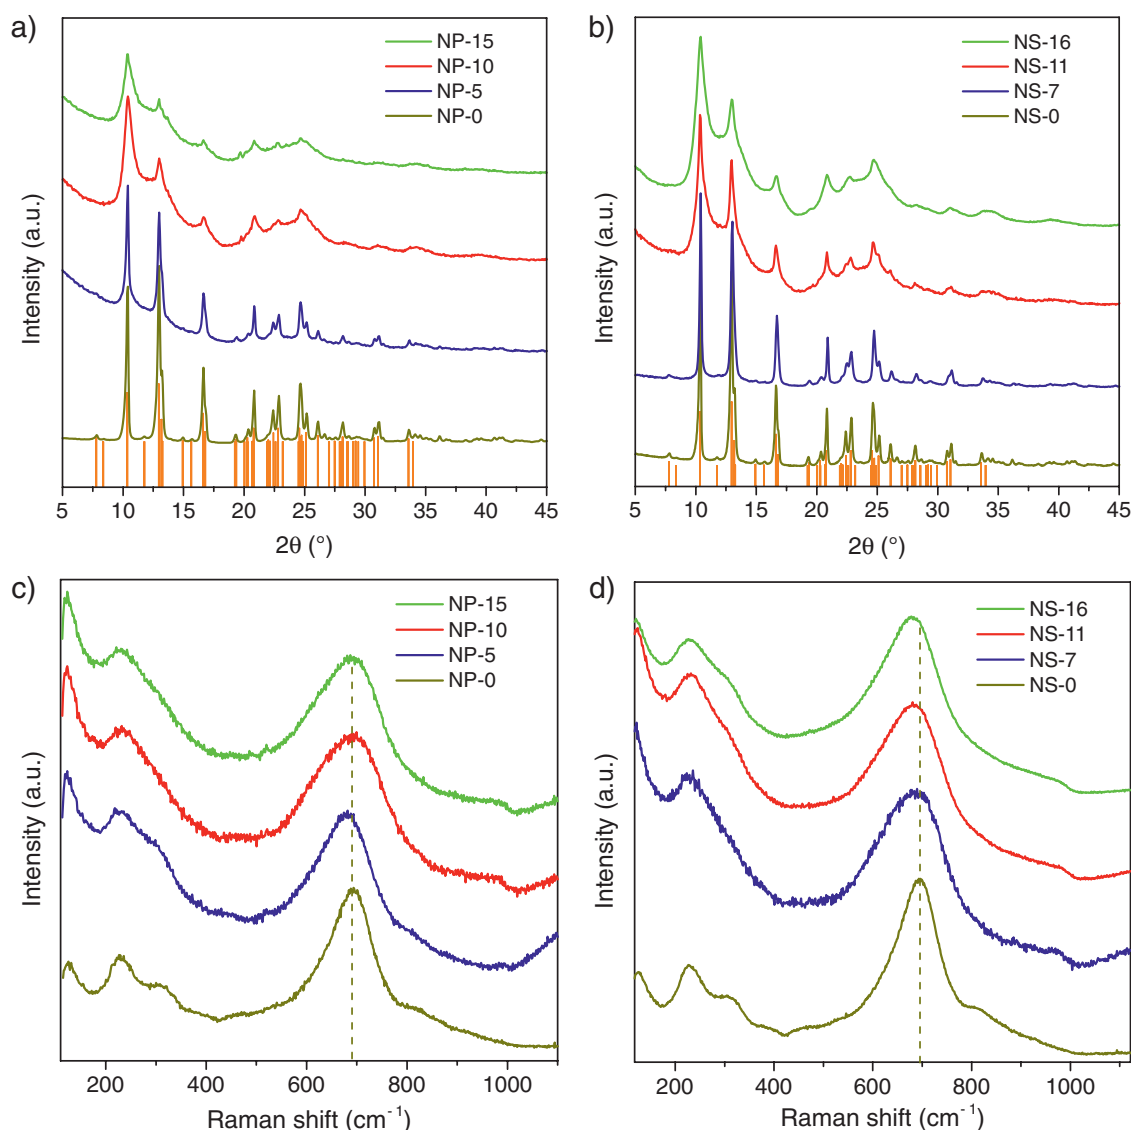 a)
NP-15
NP-10
NP-5
NP-0
Intensity (a.u.)
5 10 15 20 25 30 35 40 45
2θ (°)
b)
NS-16
NS-11
NS-7
NS-0
Intensity (a.u.)
5 10 15 20 25 30 35 40 45
2θ (°)
c)
NP-15
NP-10
NP-5
NP-0
Intensity (a.u.)
200 400 600 800 1000
Raman shift (cm⁻¹)
d)
NS-16
NS-11
NS-7
NS-0
Intensity (a.u.)
200 400 600 800 1000
Raman shift (cm⁻¹)